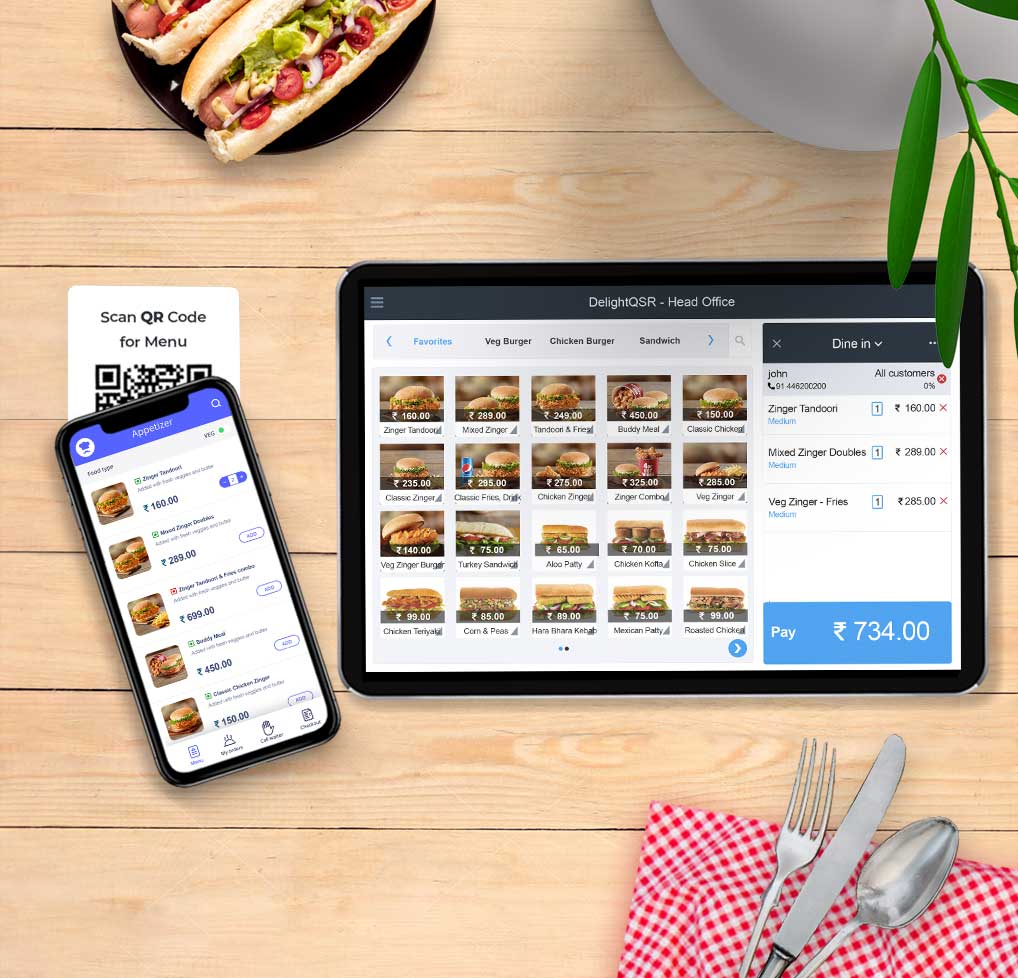 Scan QR Code
for Menu
Appetizer
Food type
VEG
Zinger Tandoori
Added with fresh veggies and butter
₹ 160.00
- 2 +
Mixed Zinger Doubles
Added with fresh veggies and butter
₹ 289.00
ADD
Zinger Tandoori & Fries combo
Added with fresh veggies and butter
₹ 699.00
ADD
Buddy Meal
Added with fresh veggies and butter
₹ 450.00
ADD
Classic Chicken Zinger
Added with fresh veggies and butter
₹ 150.00
ADD
Menu
My orders
Call waiter
Checkout
DelightQSR - Head Office
Favorites Veg Burger Chicken Burger Sandwich
₹ 160.00 ₹ 289.00 ₹ 249.00 ₹ 450.00 ₹ 150.00
Zinger Tandoori Mixed Zinger Tandoori & Fries Buddy Meal Classic Chicken
₹ 235.00 ₹ 295.00 ₹ 275.00 ₹ 325.00 ₹ 285.00
Classic Zinger Classic Fries, Drink Chicken Zinger Zinger Combo Veg Zinger
₹ 140.00 ₹ 75.00 ₹ 65.00 ₹ 70.00 ₹ 75.00
Veg Zinger Burger Turkey Sandwich Aloo Patty Chicken Kofta Chicken Slice
₹ 99.00 ₹ 85.00 ₹ 89.00 ₹ 75.00 ₹ 99.00
Chicken Teriyaki Corn & Peas Hara Bhara Kebab Mexican Patty Roasted Chicken
Dine in
john All customers
91 446200200 0%
Zinger Tandoori 1 ₹ 160.00
Medium
Mixed Zinger Doubles 1 ₹ 289.00
Medium
Veg Zinger - Fries 1 ₹ 285.00
Medium
Pay ₹ 734.00